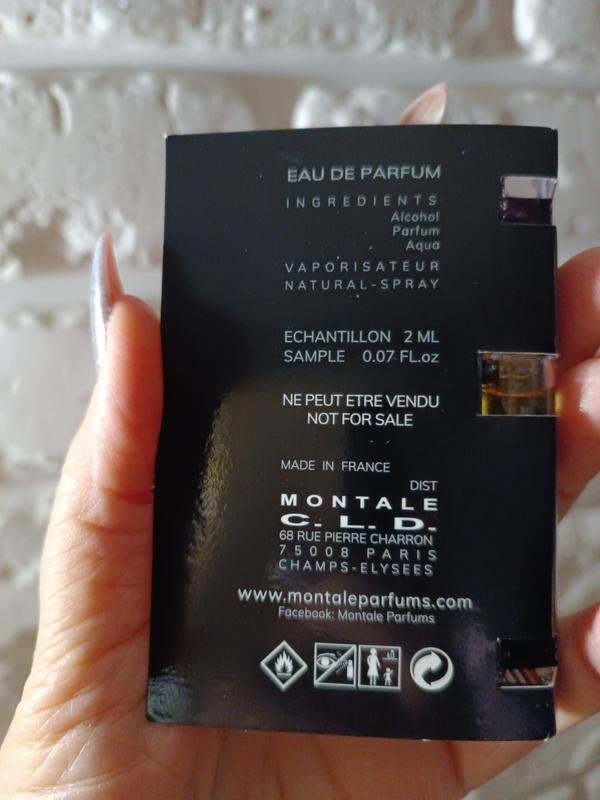 EAU DE PARFUM
INGREDIENTS
Alcohol
Parfum
Aqua
VAPORISATEUR
NATURAL-SPRAY
ECHANTILLON 2 ML
SAMPLE 0.07 FL.oz
NE PEUT ETRE VENDU
NOT FOR SALE
MADE IN FRANCE
DIST
MONTALE
C. L. D.
68 RUE PIERRE CHARRON
75008 PARIS
CHAMPS-ELYSEES
www.montaleparfums.com
Facebook: Montale Parfums